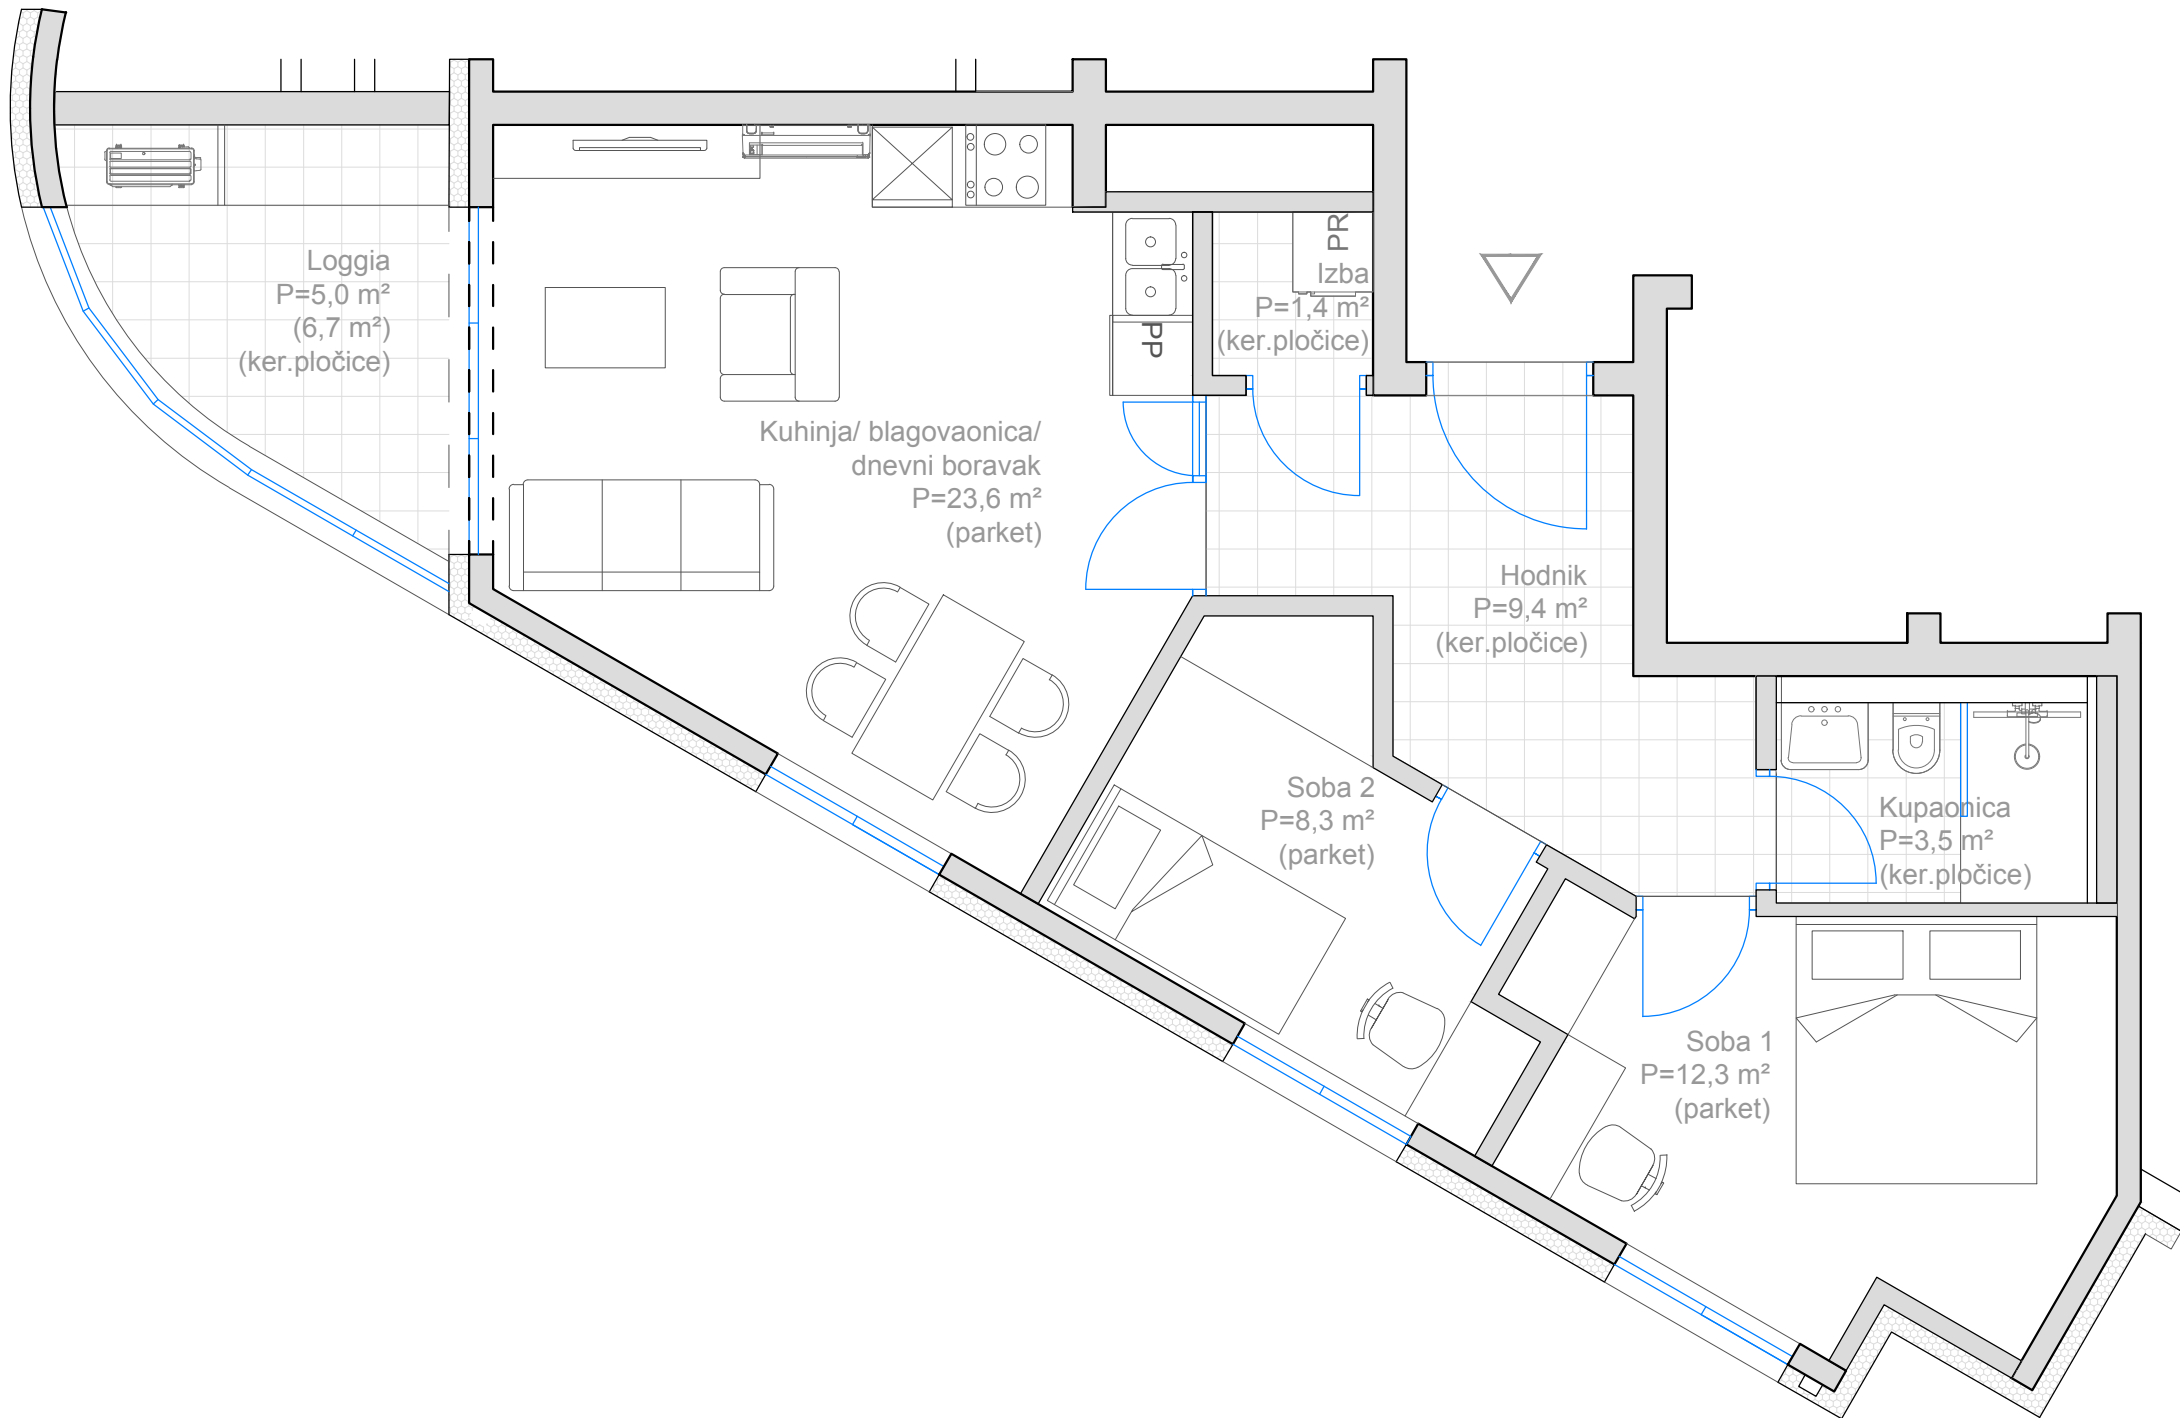 Loggia
P=5,0 m²
(6,7 m²)
(ker.pločice)
Kuhinja/ blagovaonica/
dnevni boravak
P=23,6 m²
(parket)
PP
PR
Izba
P=1,4 m²
(ker.pločice)
Hodnik
P=9,4 m²
(ker.pločice)
Soba 2
P=8,3 m²
(parket)
Kupaonica
P=3,5 m²
(ker.pločice)
Soba 1
P=12,3 m²
(parket)